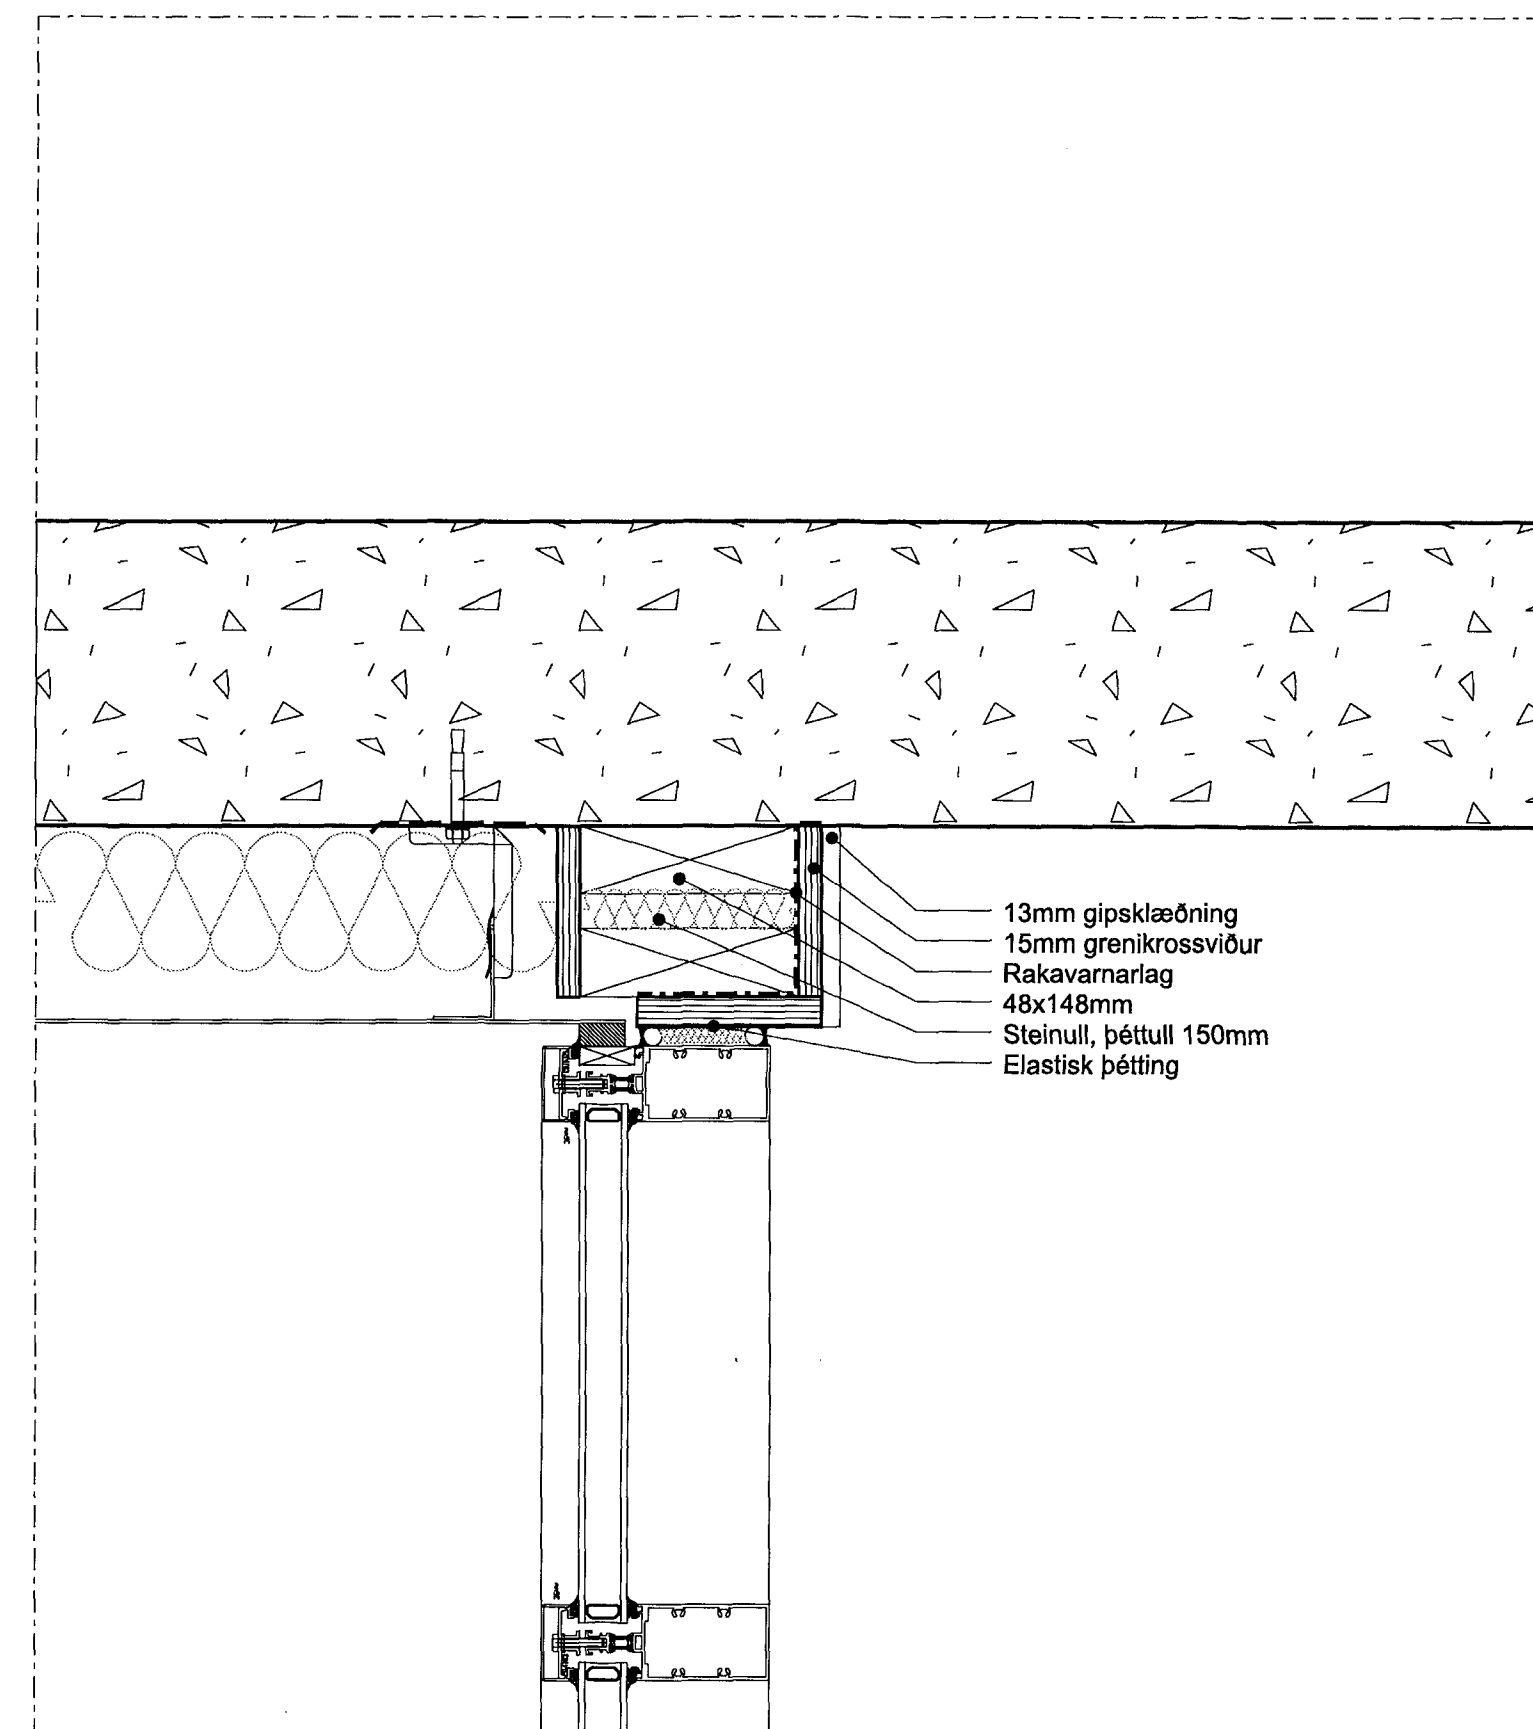 13mm gipsklæðning
15mm grenikrossviður
Rakavarnarlag
48x148mm
Steinull, þéttull 150mm
Elastisk þétting